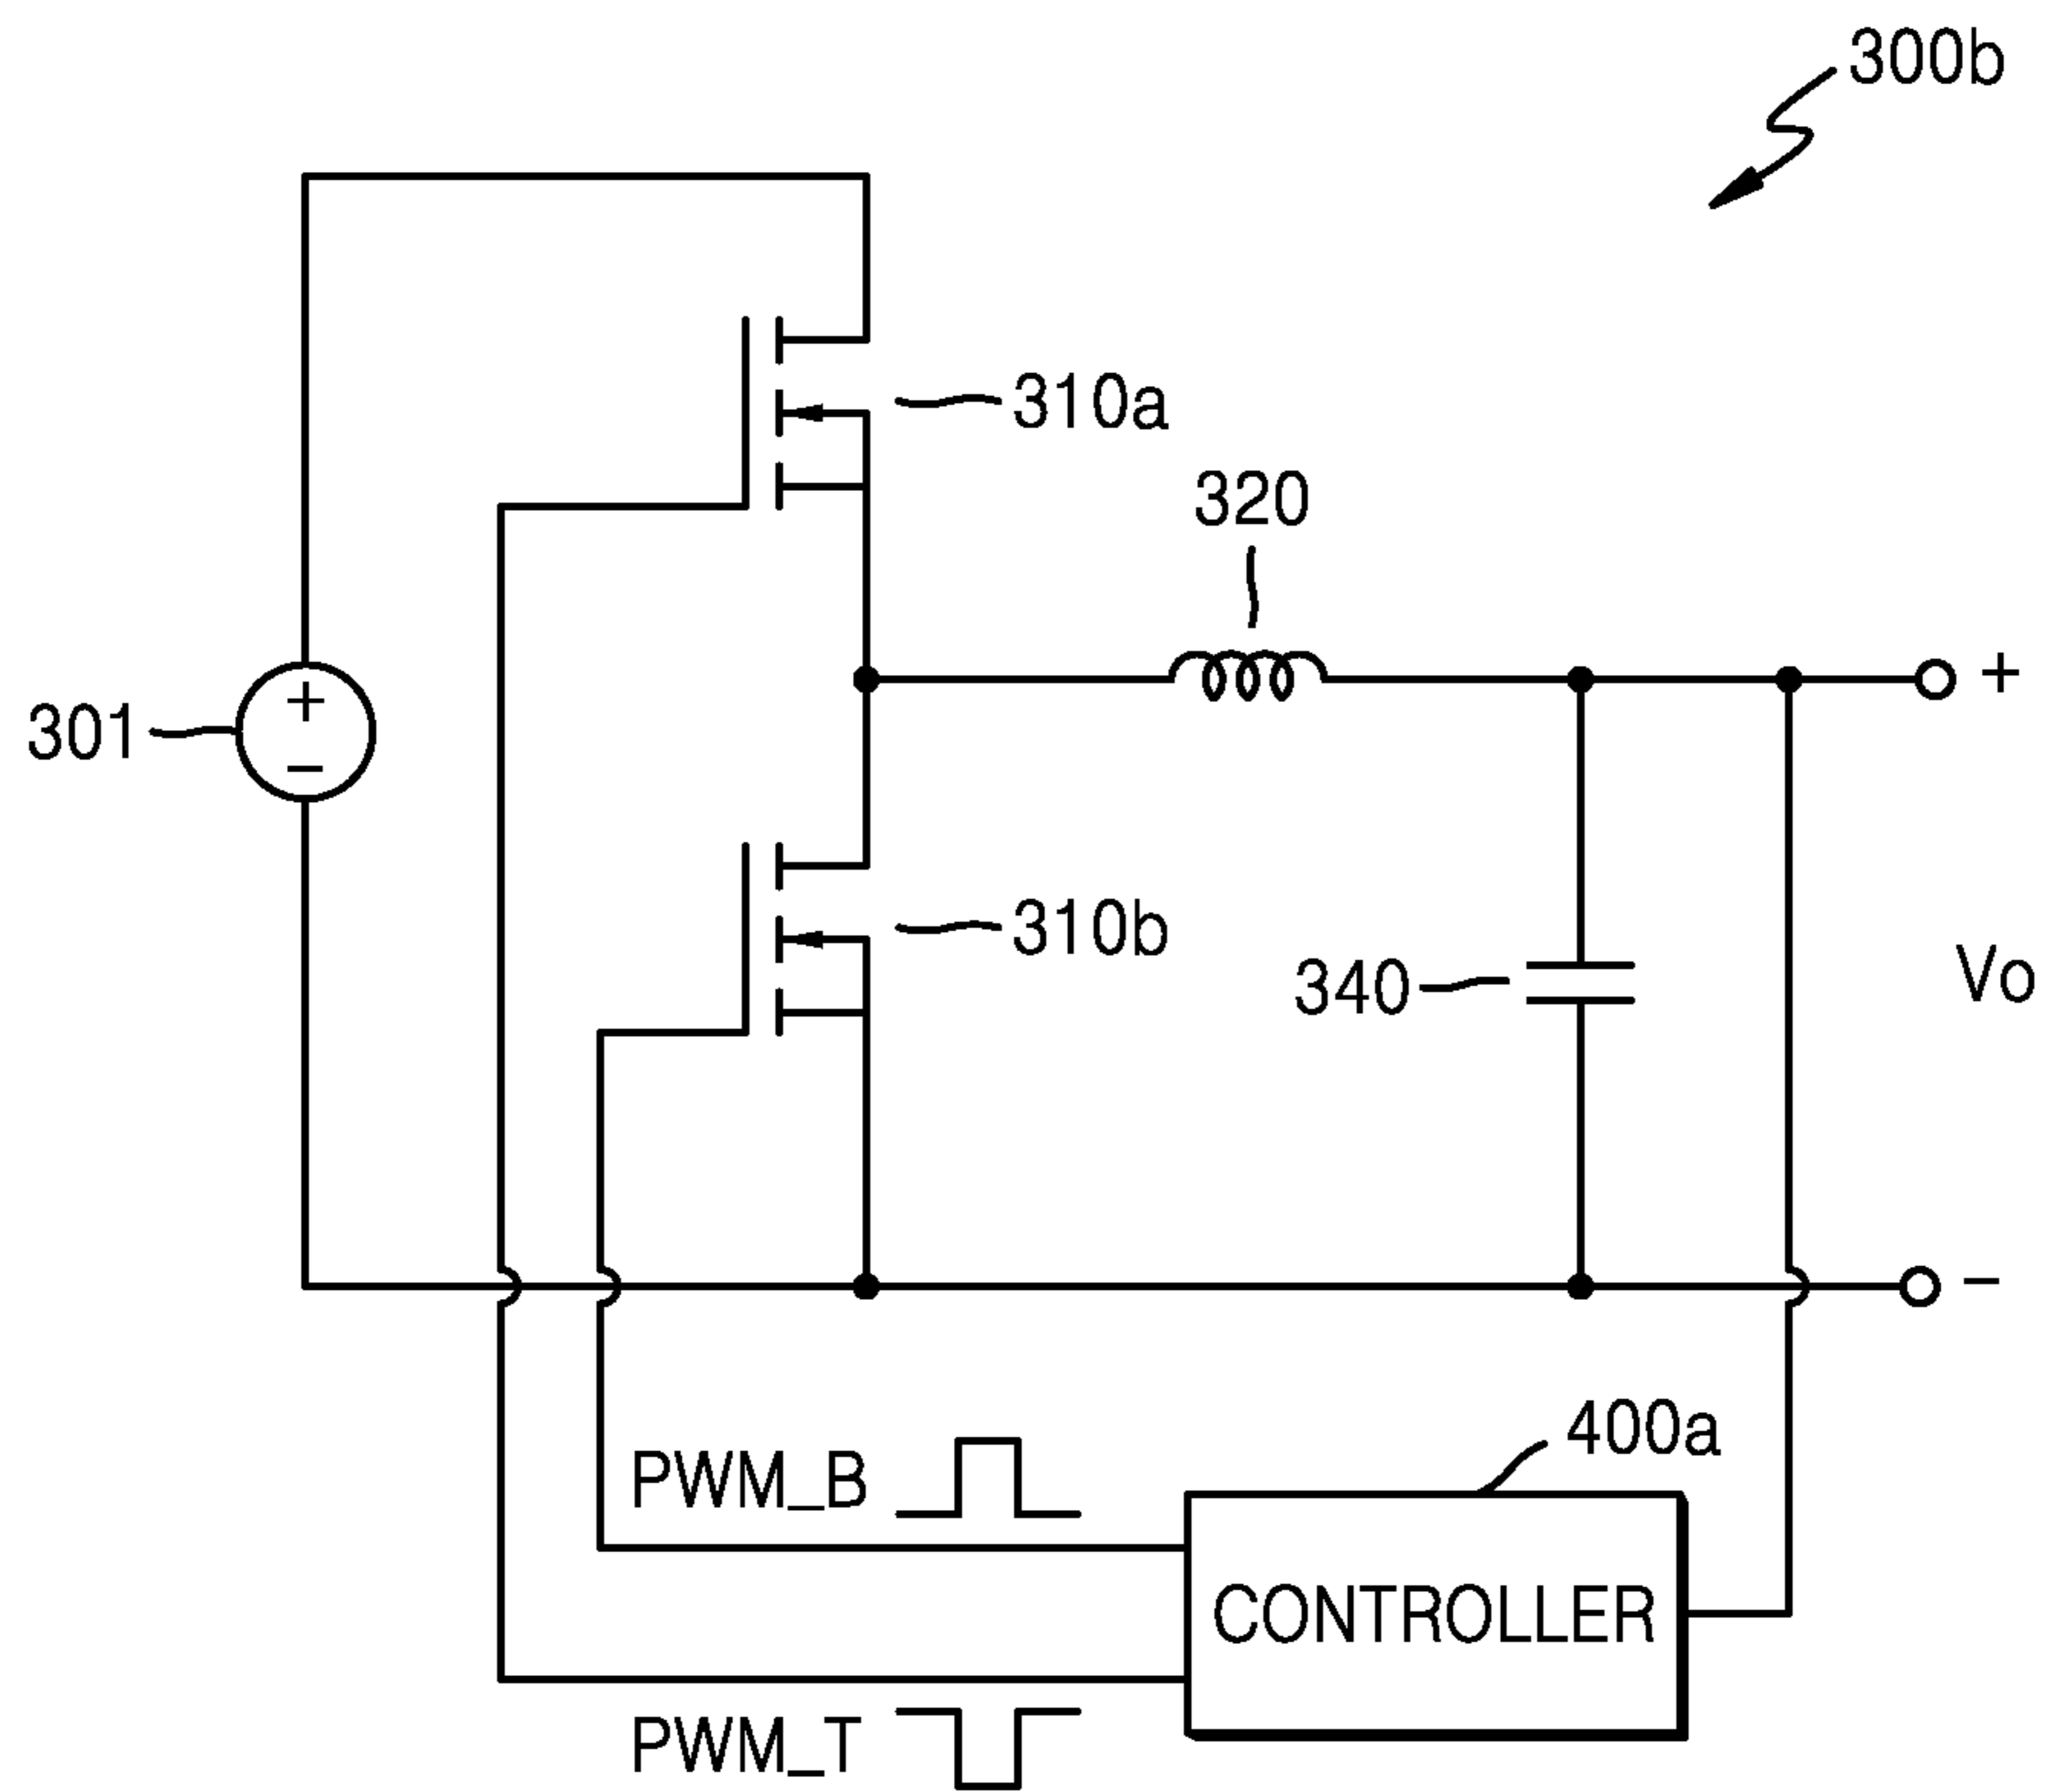 300b
310a
320
+
301
+
−
310b
340
Vo
−
400a
PWM_B
CONTROLLER
PWM_T